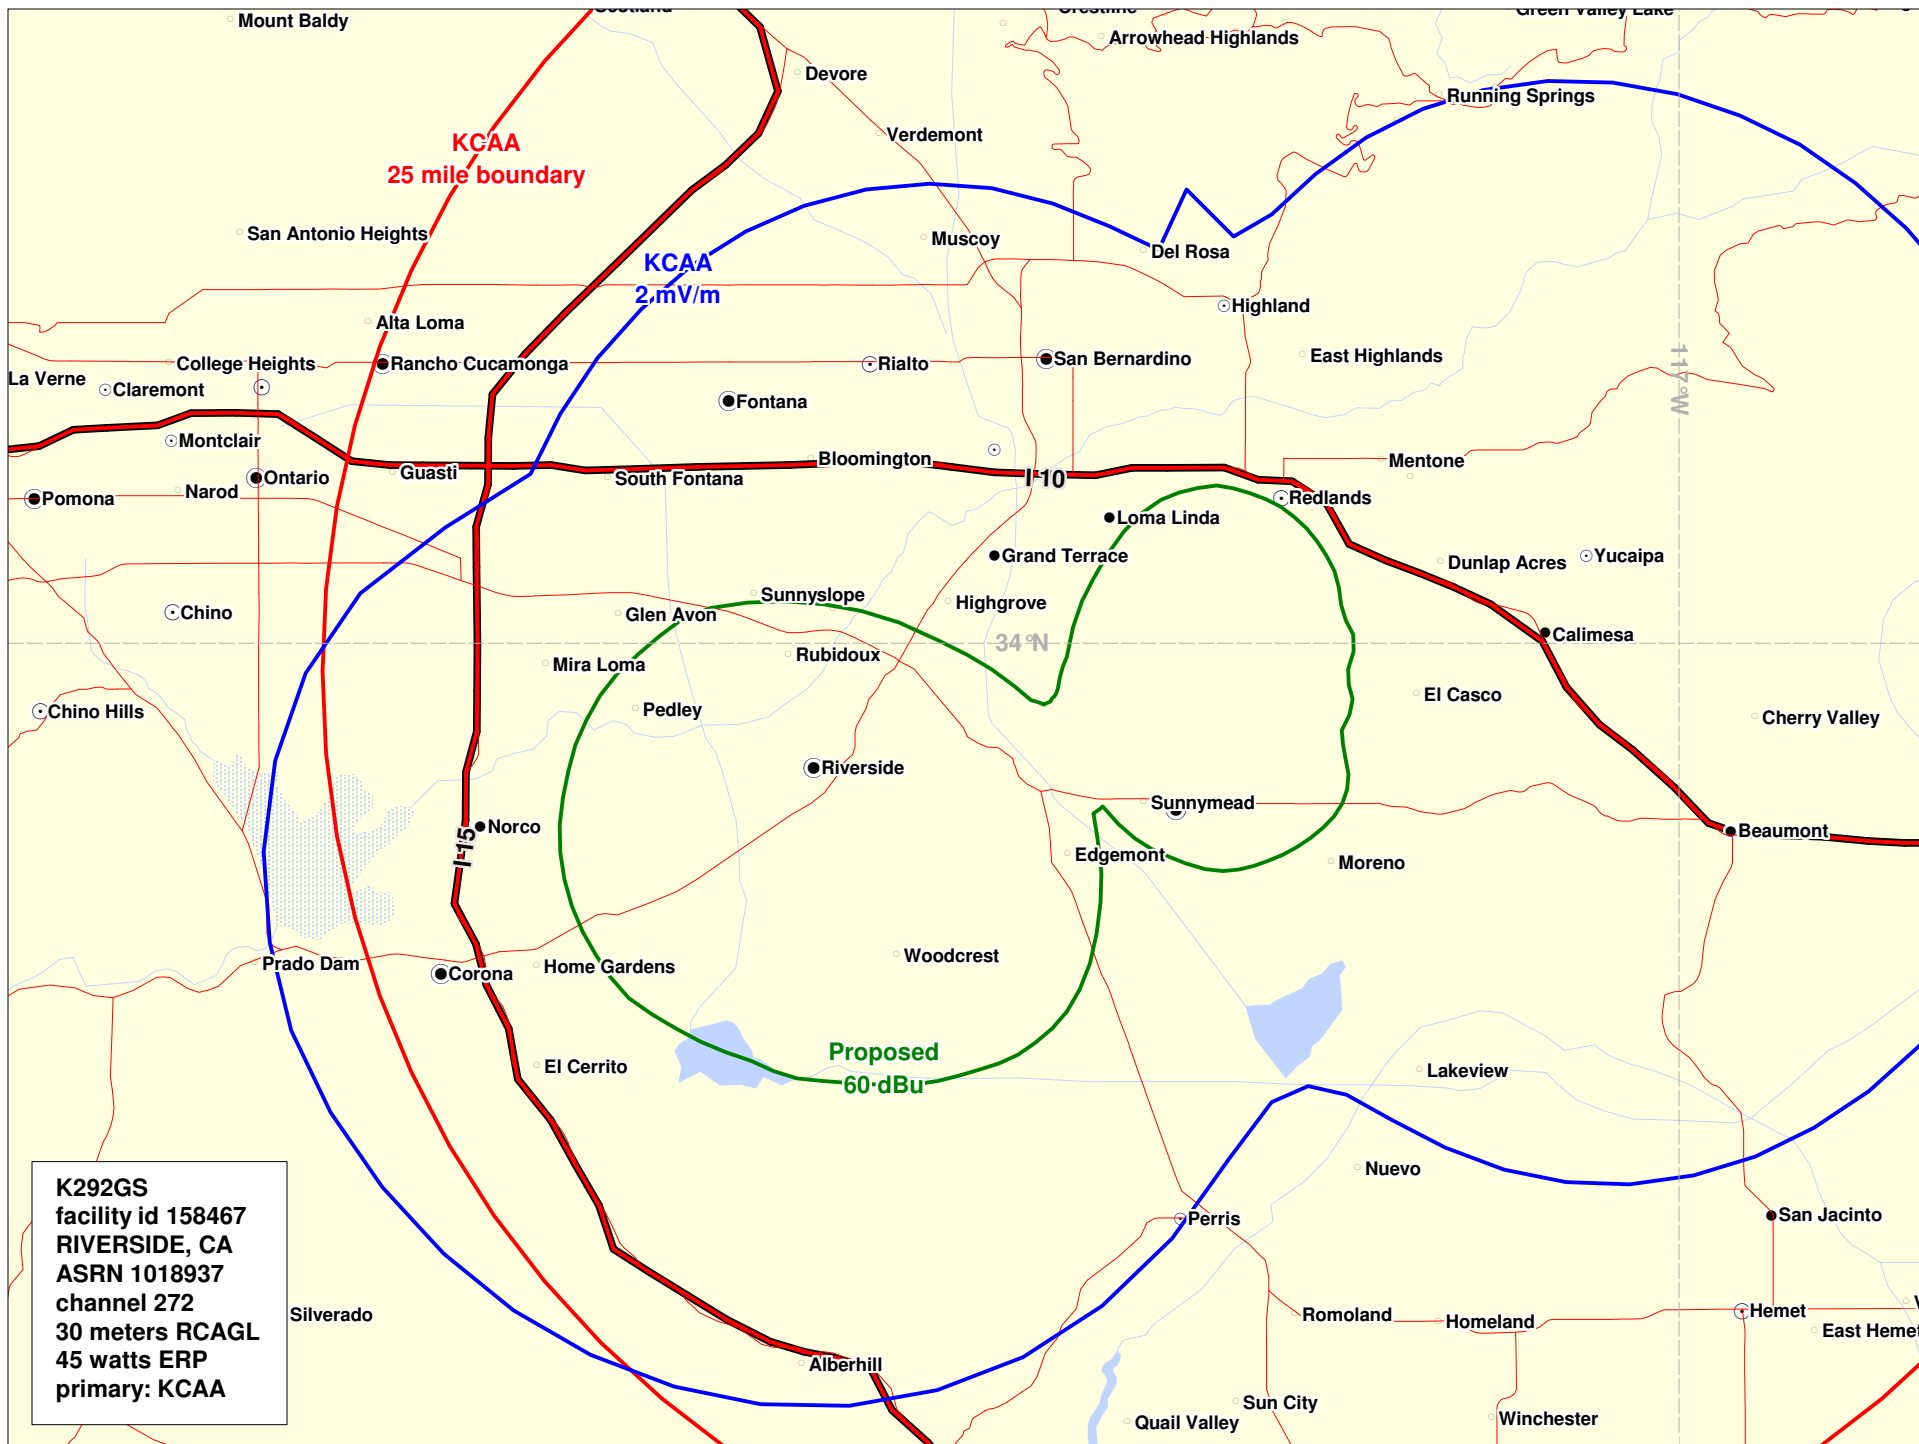 Scotland
Crestline
Green Valley Lake
Mount Baldy
Arrowhead Highlands
Devore
Running Springs
Verdemont
KCAA
25 mile boundary
San Antonio Heights
Muscoy
Del Rosa
KCAA
2 mV/m
Highland
Alta Loma
College Heights
Rancho Cucamonga
Rialto
San Bernardino
East Highlands
117°W
La Verne
Claremont
Fontana
Montclair
Guasti
Bloomington
Mentone
Ontario
South Fontana
I 10
Narod
Pomona
Redlands
Loma Linda
Grand Terrace
Dunlap Acres
Yucaipa
Sunnyslope
Highgrove
Chino
Glen Avon
34°N
Calimesa
Mira Loma
Rubidoux
El Casco
Chino Hills
Pedley
Cherry Valley
Riverside
Sunnymead
Norco
I-15
Beaumont
Edgemont
Moreno
Prado Dam
Corona
Home Gardens
Woodcrest
Proposed
60 dBu
El Cerrito
Lakeview
Nuevo
K292GS
facility id 158467
RIVERSIDE, CA
ASRN 1018937
channel 272
30 meters RCAGL
45 watts ERP
primary: KCAA
Perris
San Jacinto
Silverado
Romoland
Homeland
Hemet
East Hemet
Alberhill
Sun City
Quail Valley
Winchester